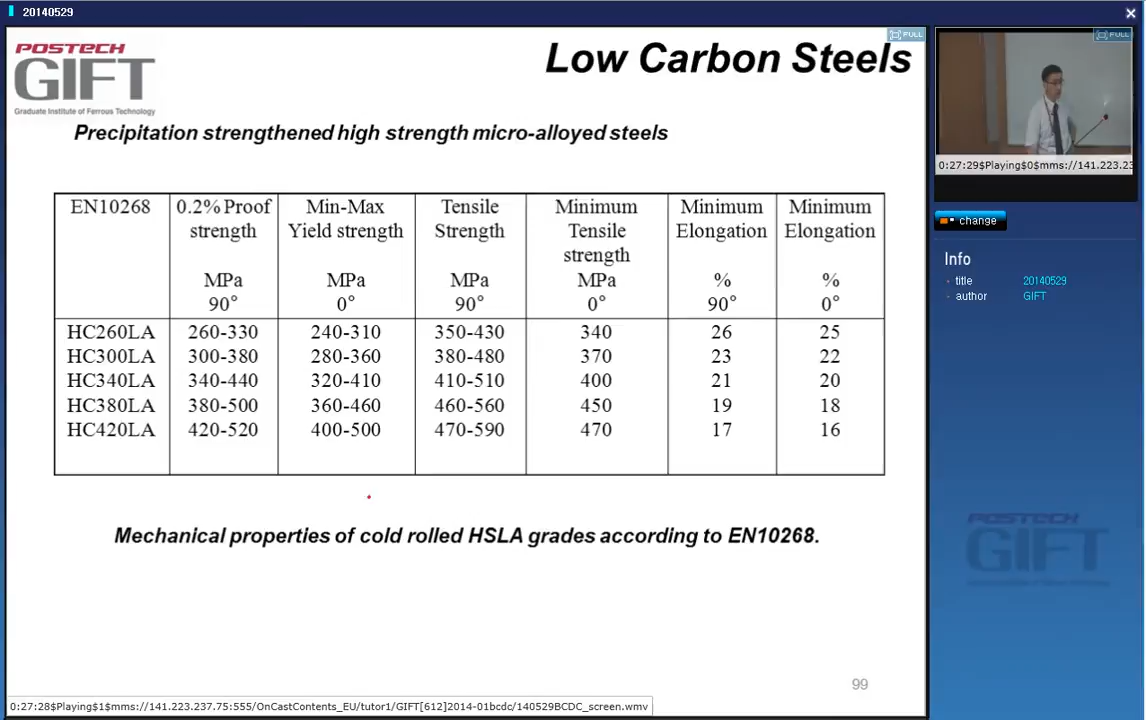 20140529
FULL
POSTECH
GIFT
Graduate Institute of Ferrous Technology
Low Carbon Steels
Precipitation strengthened high strength micro-alloyed steels
EN10268 0.2% Proof strength MPa 90° Min-Max Yield strength MPa 0° Tensile Strength MPa 90° Minimum Tensile strength MPa 0° Minimum Elongation % 90° Minimum Elongation % 0°
HC260LA 260-330 240-310 350-430 340 26 25
HC300LA 300-380 280-360 380-480 370 23 22
HC340LA 340-440 320-410 410-510 400 21 20
HC380LA 380-500 360-460 460-560 450 19 18
HC420LA 420-520 400-500 470-590 470 17 16
Mechanical properties of cold rolled HSLA grades according to EN10268.
99
0:27:28$Playing$1$mms://141.223.237.75:555/OnCastContents_EU/tutor1/GIFT[612]2014-01bcdc/140529BCDC_screen.wmv
FULL
0:27:29$Playing$0$mms://141.223.23
change
Info
title 20140529
author GIFT
POSTECH
GIFT